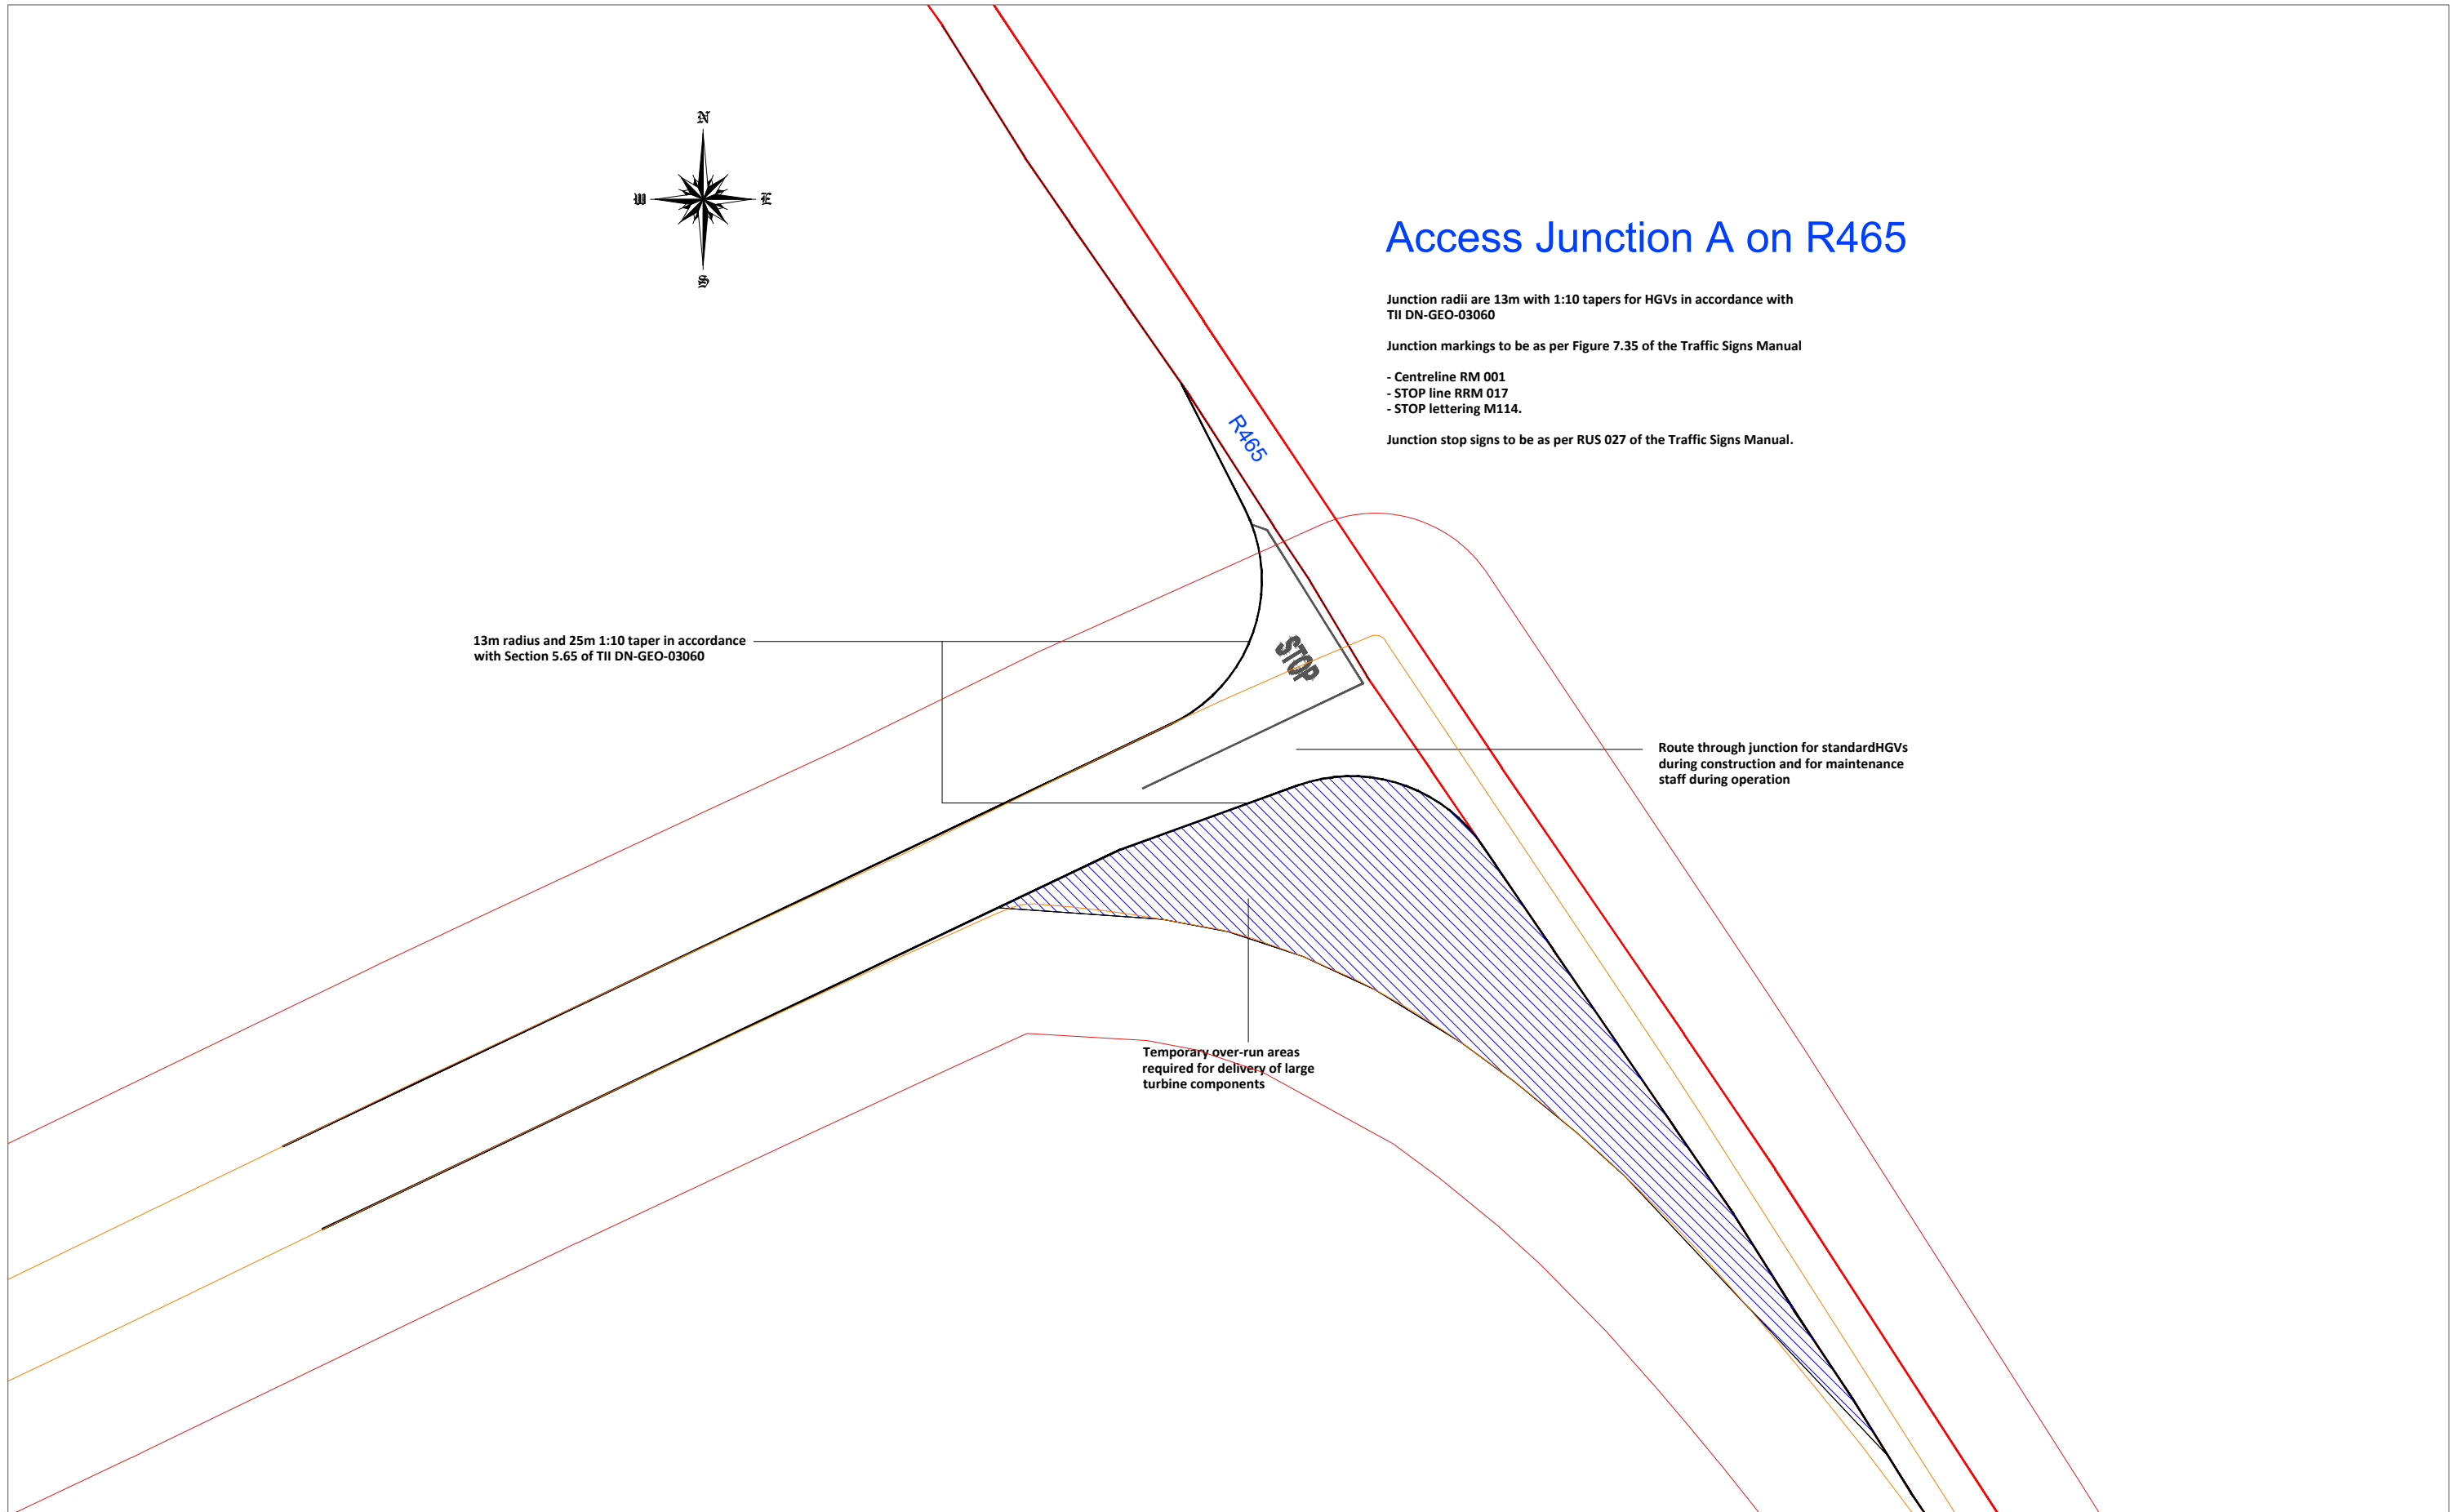 N
W
E
S
Access Junction A on R465
Junction radii are 13m with 1:10 tapers for HGVs in accordance with
TII DN-GEO-03060
Junction markings to be as per Figure 7.35 of the Traffic Signs Manual
- Centreline RM 001
- STOP line RRM 017
- STOP lettering M114.
Junction stop signs to be as per RUS 027 of the Traffic Signs Manual.
R465
13m radius and 25m 1:10 taper in accordance
with Section 5.65 of TII DN-GEO-03060
STOP
Route through junction for standardHGVs
during construction and for maintenance
staff during operation
Temporary over-run areas
required for delivery of large
turbine components